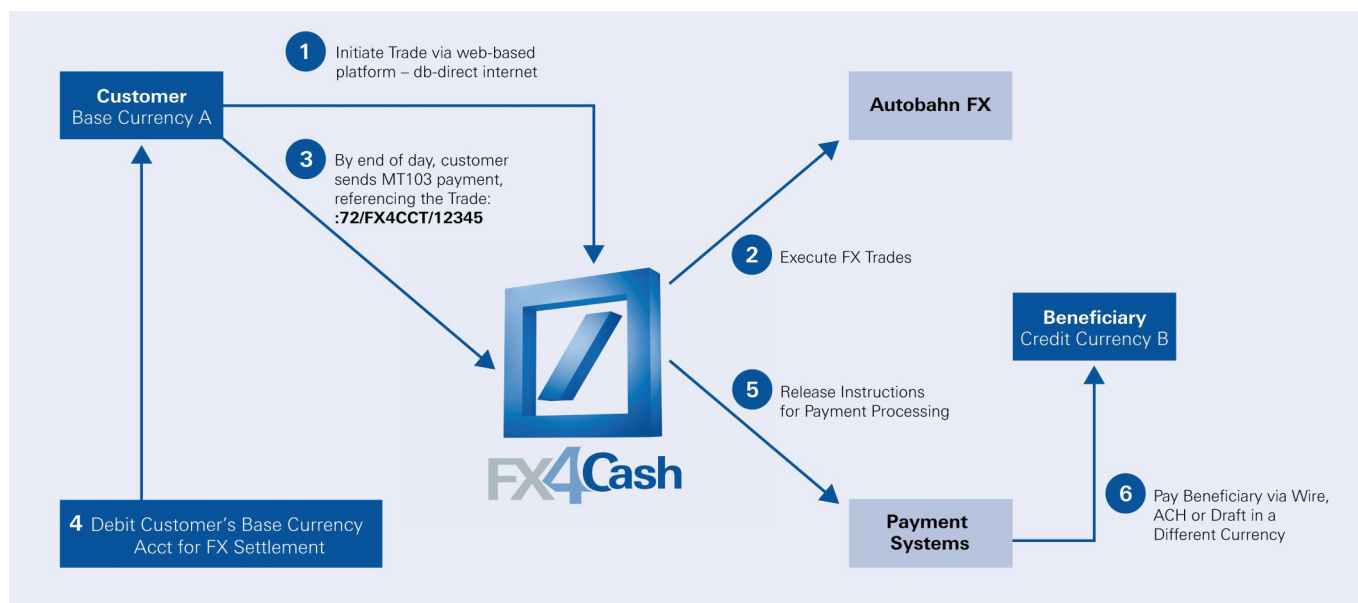 1 Initiate Trade via web-based
platform – db-direct internet
Customer
Base Currency A
Autobahn FX
3 By end of day, customer
sends MT103 payment,
referencing the Trade:
:72/FX4CCT/12345
2 Execute FX Trades
Beneficiary
Credit Currency B
5 Release Instructions
for Payment Processing
FX4Cash
4 Debit Customer's Base Currency
Acct for FX Settlement
Payment
Systems
6 Pay Beneficiary via Wire,
ACH or Draft in a
Different Currency